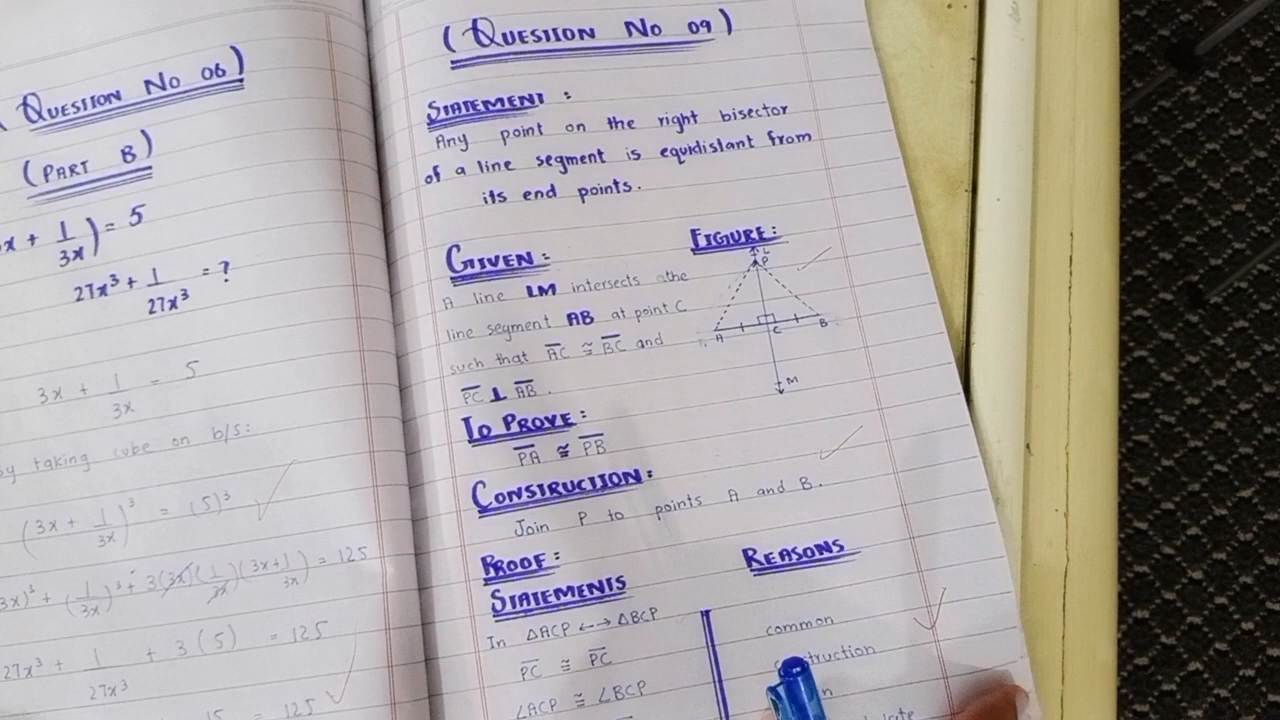 QUESTION NO 06)
(PART B)
x + 1/3x) = 5
27x³ + 1/27x³ = ?
3x + 1/3x = 5
by taking cube on b/s:
(3x + 1/3x)³ = (5)³
3x)³ + (1/3x)³ + 3(3x)(1/3x)(3x+1/3x) = 125
27x³ + 1/27x³ + 3(5) = 125
15 = 125
(QUESTION NO 09)
STATEMENT :
Any point on the right bisector
of a line segment is equidistant from
its end points.
GIVEN :
A line LM intersects the
line segment AB at point C
such that AC ≅ BC and
PC ⊥ AB.
FIGURE:
L
P
A
C
B
M
TO PROVE :
PA ≅ PB
CONSTRUCTION :
Join P to points A and B.
PROOF :
STATEMENTS
REASONS
In ΔACP ↔ ΔBCP
PC ≅ PC
common
∠ACP ≅ ∠BCP